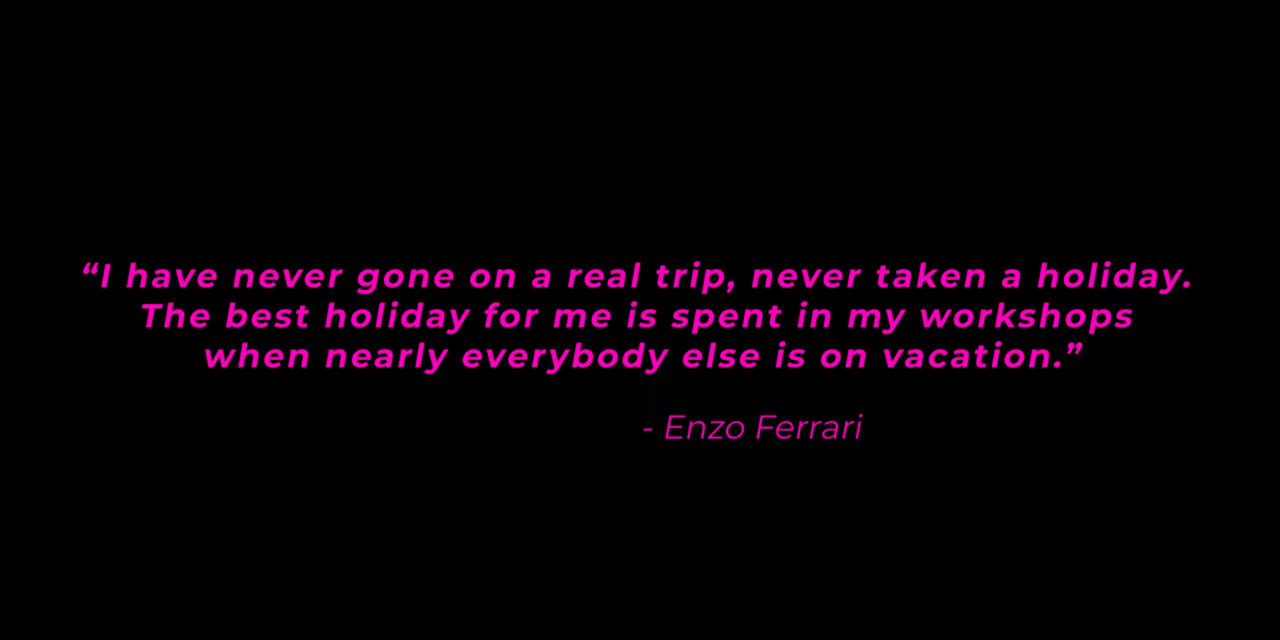 “I have never gone on a real trip, never taken a holiday.
The best holiday for me is spent in my workshops
when nearly everybody else is on vacation.”
- Enzo Ferrari